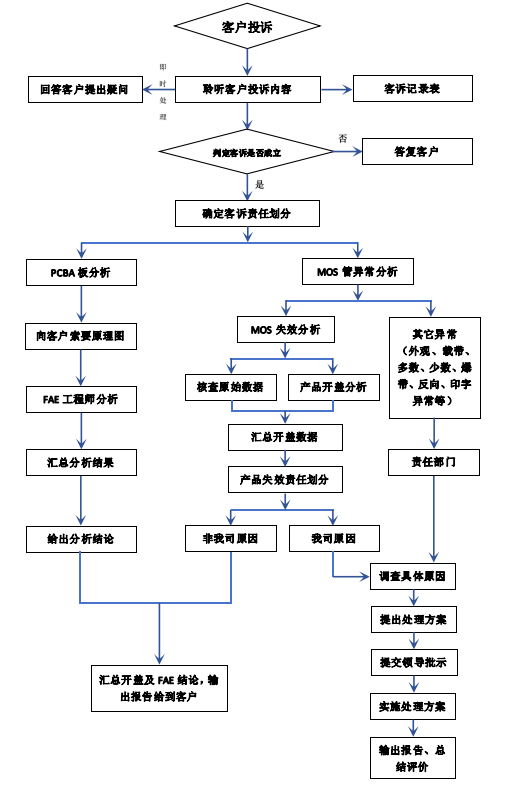 客户投诉
即
时
处
理
回答客户提出疑问
聆听客户投诉内容
客诉记录表
否
判定客诉是否成立
答复客户
是
确定客诉责任划分
PCBA 板分析
MOS 管异常分析
向客户索要原理图
MOS 失效分析
其它异常
（外观、载带、
多数、少数、爆
带、反向、印字
异常等）
FAE 工程师分析
核查原始数据
产品开盖分析
汇总开盖数据
汇总分析结果
产品失效责任划分
责任部门
给出分析结论
非我司原因
我司原因
调查具体原因
提出处理方案
提交领导批示
汇总开盖及 FAE 结论，输
出报告给到客户
实施处理方案
输出报告、总
结评价